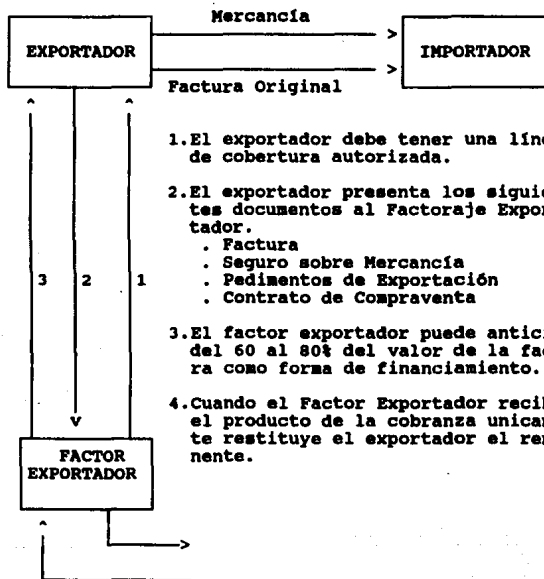 Mercancía
EXPORTADOR
IMPORTADOR
Factura Original
1.El exportador debe tener una lín
de cobertura autorizada.
2.El exportador presenta los siguie
tes documentos al Factoraje Expor
tador.
. Factura
. Seguro sobre Mercancía
. Pedimentos de Exportación
. Contrato de Compraventa
3 2 1
3.El factor exportador puede antici
del 60 al 80% del valor de la fac
ra como forma de financiamiento.
4.Cuando el Factor Exportador recib
el producto de la cobranza unicam
te restituye el exportador el rem
nente.
FACTOR
EXPORTADOR